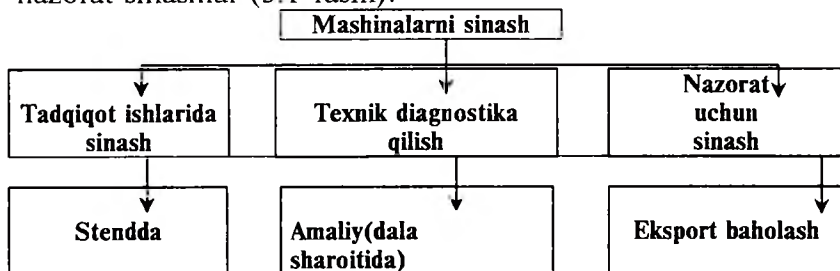 nazorat sinashlar (5.1-rasm).
Mashinalarni sinash
Tadqiqot ishlarida
sinash
Texnik diagnostika
qilish
Nazorat
uchun
sinash
Stendda
Amaliy(dala
sharoitida)
Eksport baholash